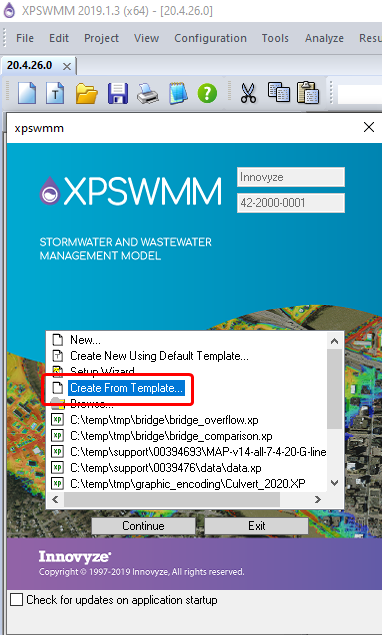 XPSWMM 2019.1.3 (x64) - [20.4.26.0]
File Edit Project View Configuration Tools Analyze Resu
20.4.26.0
xpswmm
XPSWMM
Innovyze
42-2000-0001
STORMWATER AND WASTEWATER
MANAGEMENT MODEL
New...
Create New Using Default Template...
Setup Wizard...
Create From Template...
Browse...
C:\temp\tmp\bridge\bridge_overflow.xp
C:\temp\tmp\bridge\bridge_comparison.xp
C:\temp\support\00394693\MAP-v14-all-7-4-20-G-line
C:\temp\support\0039476\data\data.xp
C:\temp\tmp\graphic_encoding\Culvert_2020.XP
Continue Exit
Innovyze®
Copyright © 1997-2019 Innovyze, All rights reserved.
Check for updates on application startup